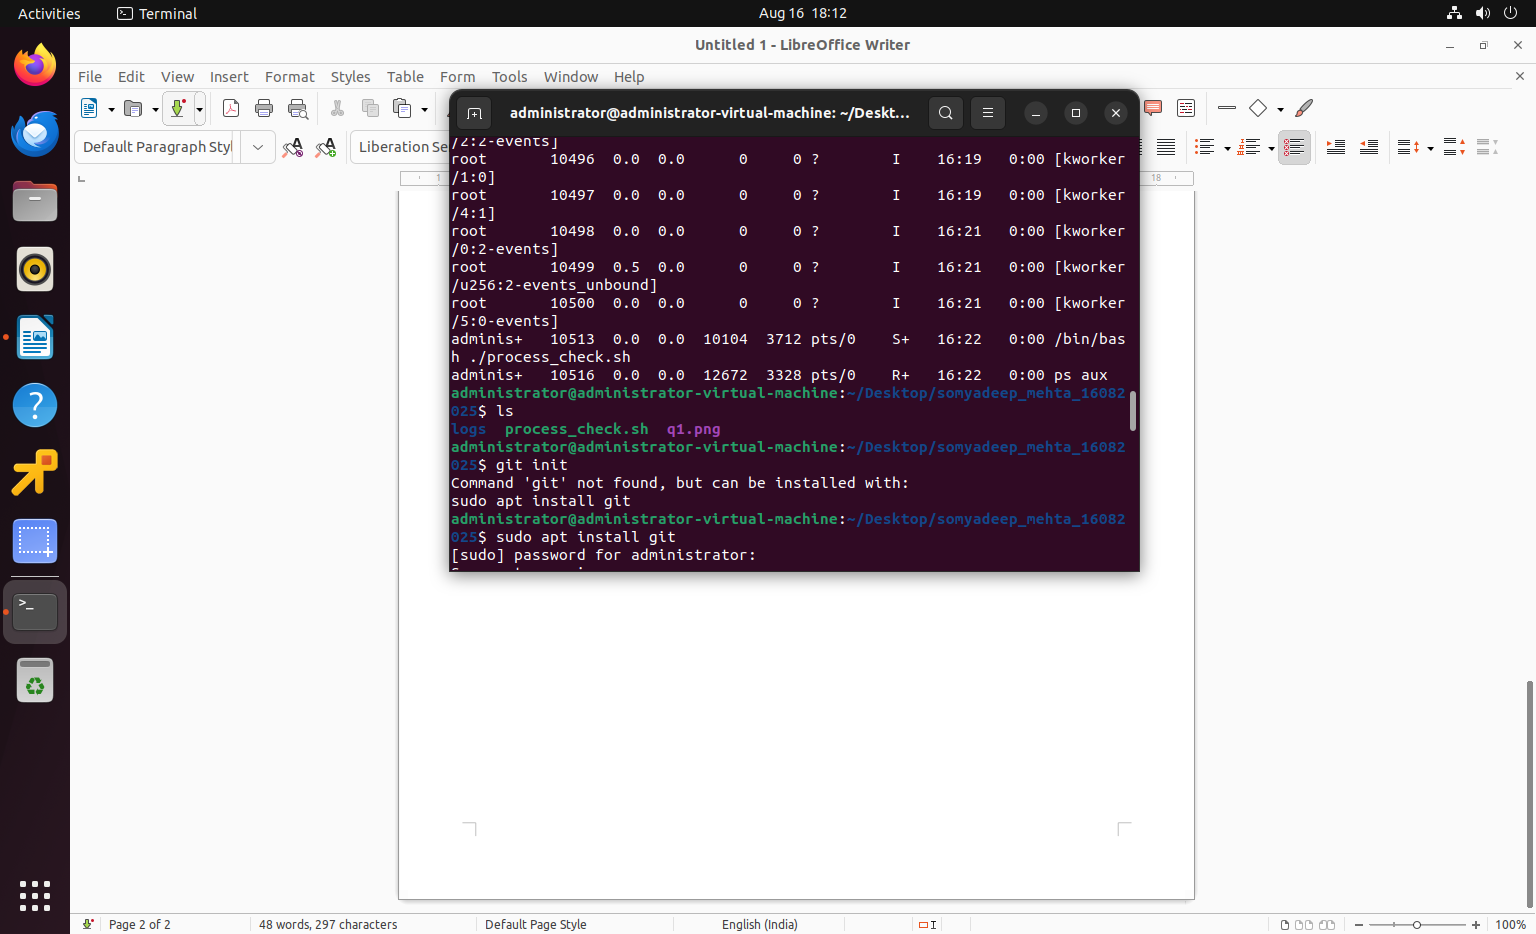 Activities
Terminal
Aug 16 18:12
Untitled 1 - LibreOffice Writer
File Edit View Insert Format Styles Table Form Tools Window Help
administrator@administrator-virtual-machine: ~/Deskt...
Default Paragraph Styl
Liberation Se
1
18
/2:2-events]
root 10496 0.0 0.0 0 0 ? I 16:19 0:00 [kworker
/1:0]
root 10497 0.0 0.0 0 0 ? I 16:19 0:00 [kworker
/4:1]
root 10498 0.0 0.0 0 0 ? I 16:21 0:00 [kworker
/0:2-events]
root 10499 0.5 0.0 0 0 ? I 16:21 0:00 [kworker
/u256:2-events_unbound]
root 10500 0.0 0.0 0 0 ? I 16:21 0:00 [kworker
/5:0-events]
adminis+ 10513 0.0 0.0 10104 3712 pts/0 S+ 16:22 0:00 /bin/bas
h ./process_check.sh
adminis+ 10516 0.0 0.0 12672 3328 pts/0 R+ 16:22 0:00 ps aux
administrator@administrator-virtual-machine:~/Desktop/somyadeep_mehta_16082
025$ ls
logs process_check.sh q1.png
administrator@administrator-virtual-machine:~/Desktop/somyadeep_mehta_16082
025$ git init
Command 'git' not found, but can be installed with:
sudo apt install git
administrator@administrator-virtual-machine:~/Desktop/somyadeep_mehta_16082
025$ sudo apt install git
[sudo] password for administrator:
Page 2 of 2
48 words, 297 characters
Default Page Style
English (India)
100%